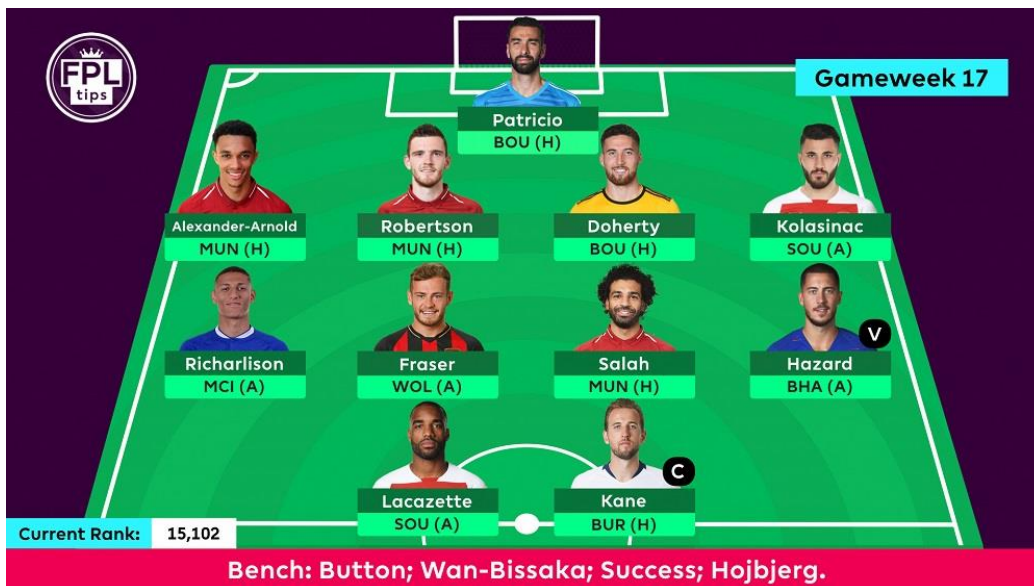 FPL
tips
Gameweek 17
Patricio
BOU (H)
Alexander-Arnold
MUN (H)
Robertson
MUN (H)
Doherty
BOU (H)
Kolasinac
SOU (A)
Richarlison
MCI (A)
Fraser
WOL (A)
Salah
MUN (H)
V
Hazard
BHA (A)
Lacazette
SOU (A)
C
Kane
BUR (H)
Current Rank: 15,102
Bench: Button; Wan-Bissaka; Success; Hojbjerg.